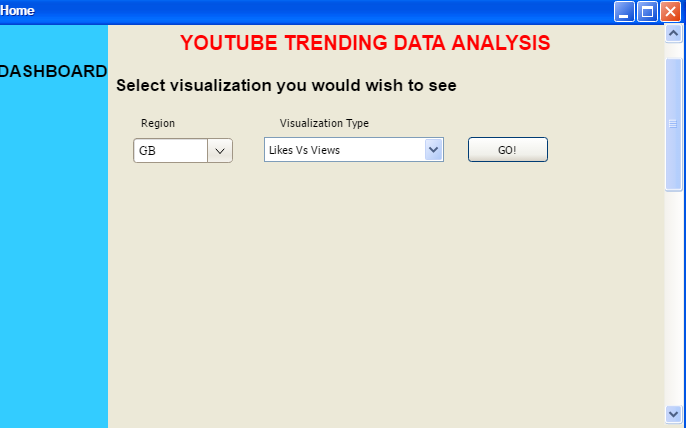 Home
YOUTUBE TRENDING DATA ANALYSIS
DASHBOARD
Select visualization you would wish to see
Region
Visualization Type
GB
Likes Vs Views
GO!